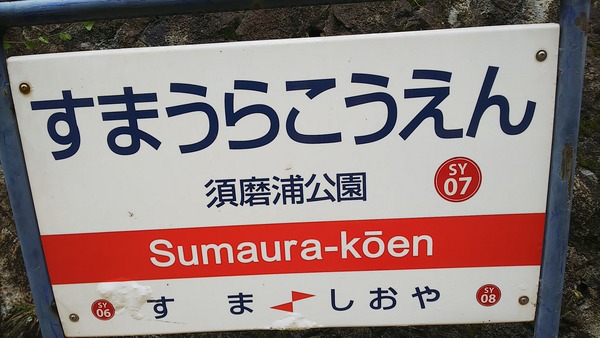 すまうらこうえん
須磨浦公園
SY
07
Sumaura-kōen
SY
06
すま
しおや
SY
08